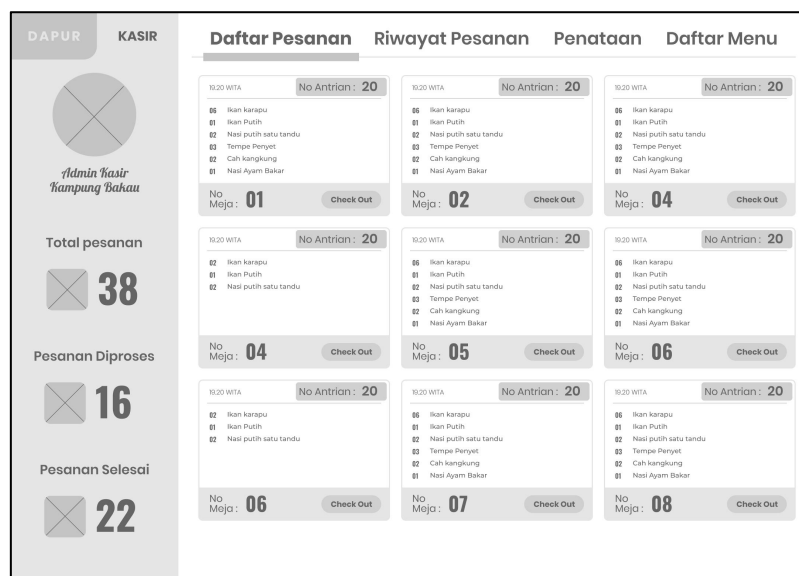 DAPUR KASIR
Admin Kasir
Kampung Bakau
Total pesanan
38
Pesanan Diproses
16
Pesanan Selesai
22
Daftar Pesanan Riwayat Pesanan Penataan Daftar Menu
19.20 WITA No Antrian : 20
06 Ikan karapu
01 Ikan Putih
02 Nasi putih satu tandu
03 Tempe Penyet
02 Cah kangkung
01 Nasi Ayam Bakar
No Meja : 01 Check Out
19.20 WITA No Antrian : 20
06 Ikan karapu
01 Ikan Putih
02 Nasi putih satu tandu
03 Tempe Penyet
02 Cah kangkung
01 Nasi Ayam Bakar
No Meja : 02 Check Out
19.20 WITA No Antrian : 20
06 Ikan karapu
01 Ikan Putih
02 Nasi putih satu tandu
03 Tempe Penyet
02 Cah kangkung
01 Nasi Ayam Bakar
No Meja : 04 Check Out
19.20 WITA No Antrian : 20
02 Ikan karapu
01 Ikan Putih
02 Nasi putih satu tandu
No Meja : 04 Check Out
19.20 WITA No Antrian : 20
06 Ikan karapu
01 Ikan Putih
02 Nasi putih satu tandu
03 Tempe Penyet
02 Cah kangkung
01 Nasi Ayam Bakar
No Meja : 05 Check Out
19.20 WITA No Antrian : 20
06 Ikan karapu
01 Ikan Putih
02 Nasi putih satu tandu
03 Tempe Penyet
02 Cah kangkung
01 Nasi Ayam Bakar
No Meja : 06 Check Out
19.20 WITA No Antrian : 20
02 Ikan karapu
01 Ikan Putih
02 Nasi putih satu tandu
No Meja : 06 Check Out
19.20 WITA No Antrian : 20
06 Ikan karapu
01 Ikan Putih
02 Nasi putih satu tandu
03 Tempe Penyet
02 Cah kangkung
01 Nasi Ayam Bakar
No Meja : 07 Check Out
19.20 WITA No Antrian : 20
06 Ikan karapu
01 Ikan Putih
02 Nasi putih satu tandu
03 Tempe Penyet
02 Cah kangkung
01 Nasi Ayam Bakar
No Meja : 08 Check Out